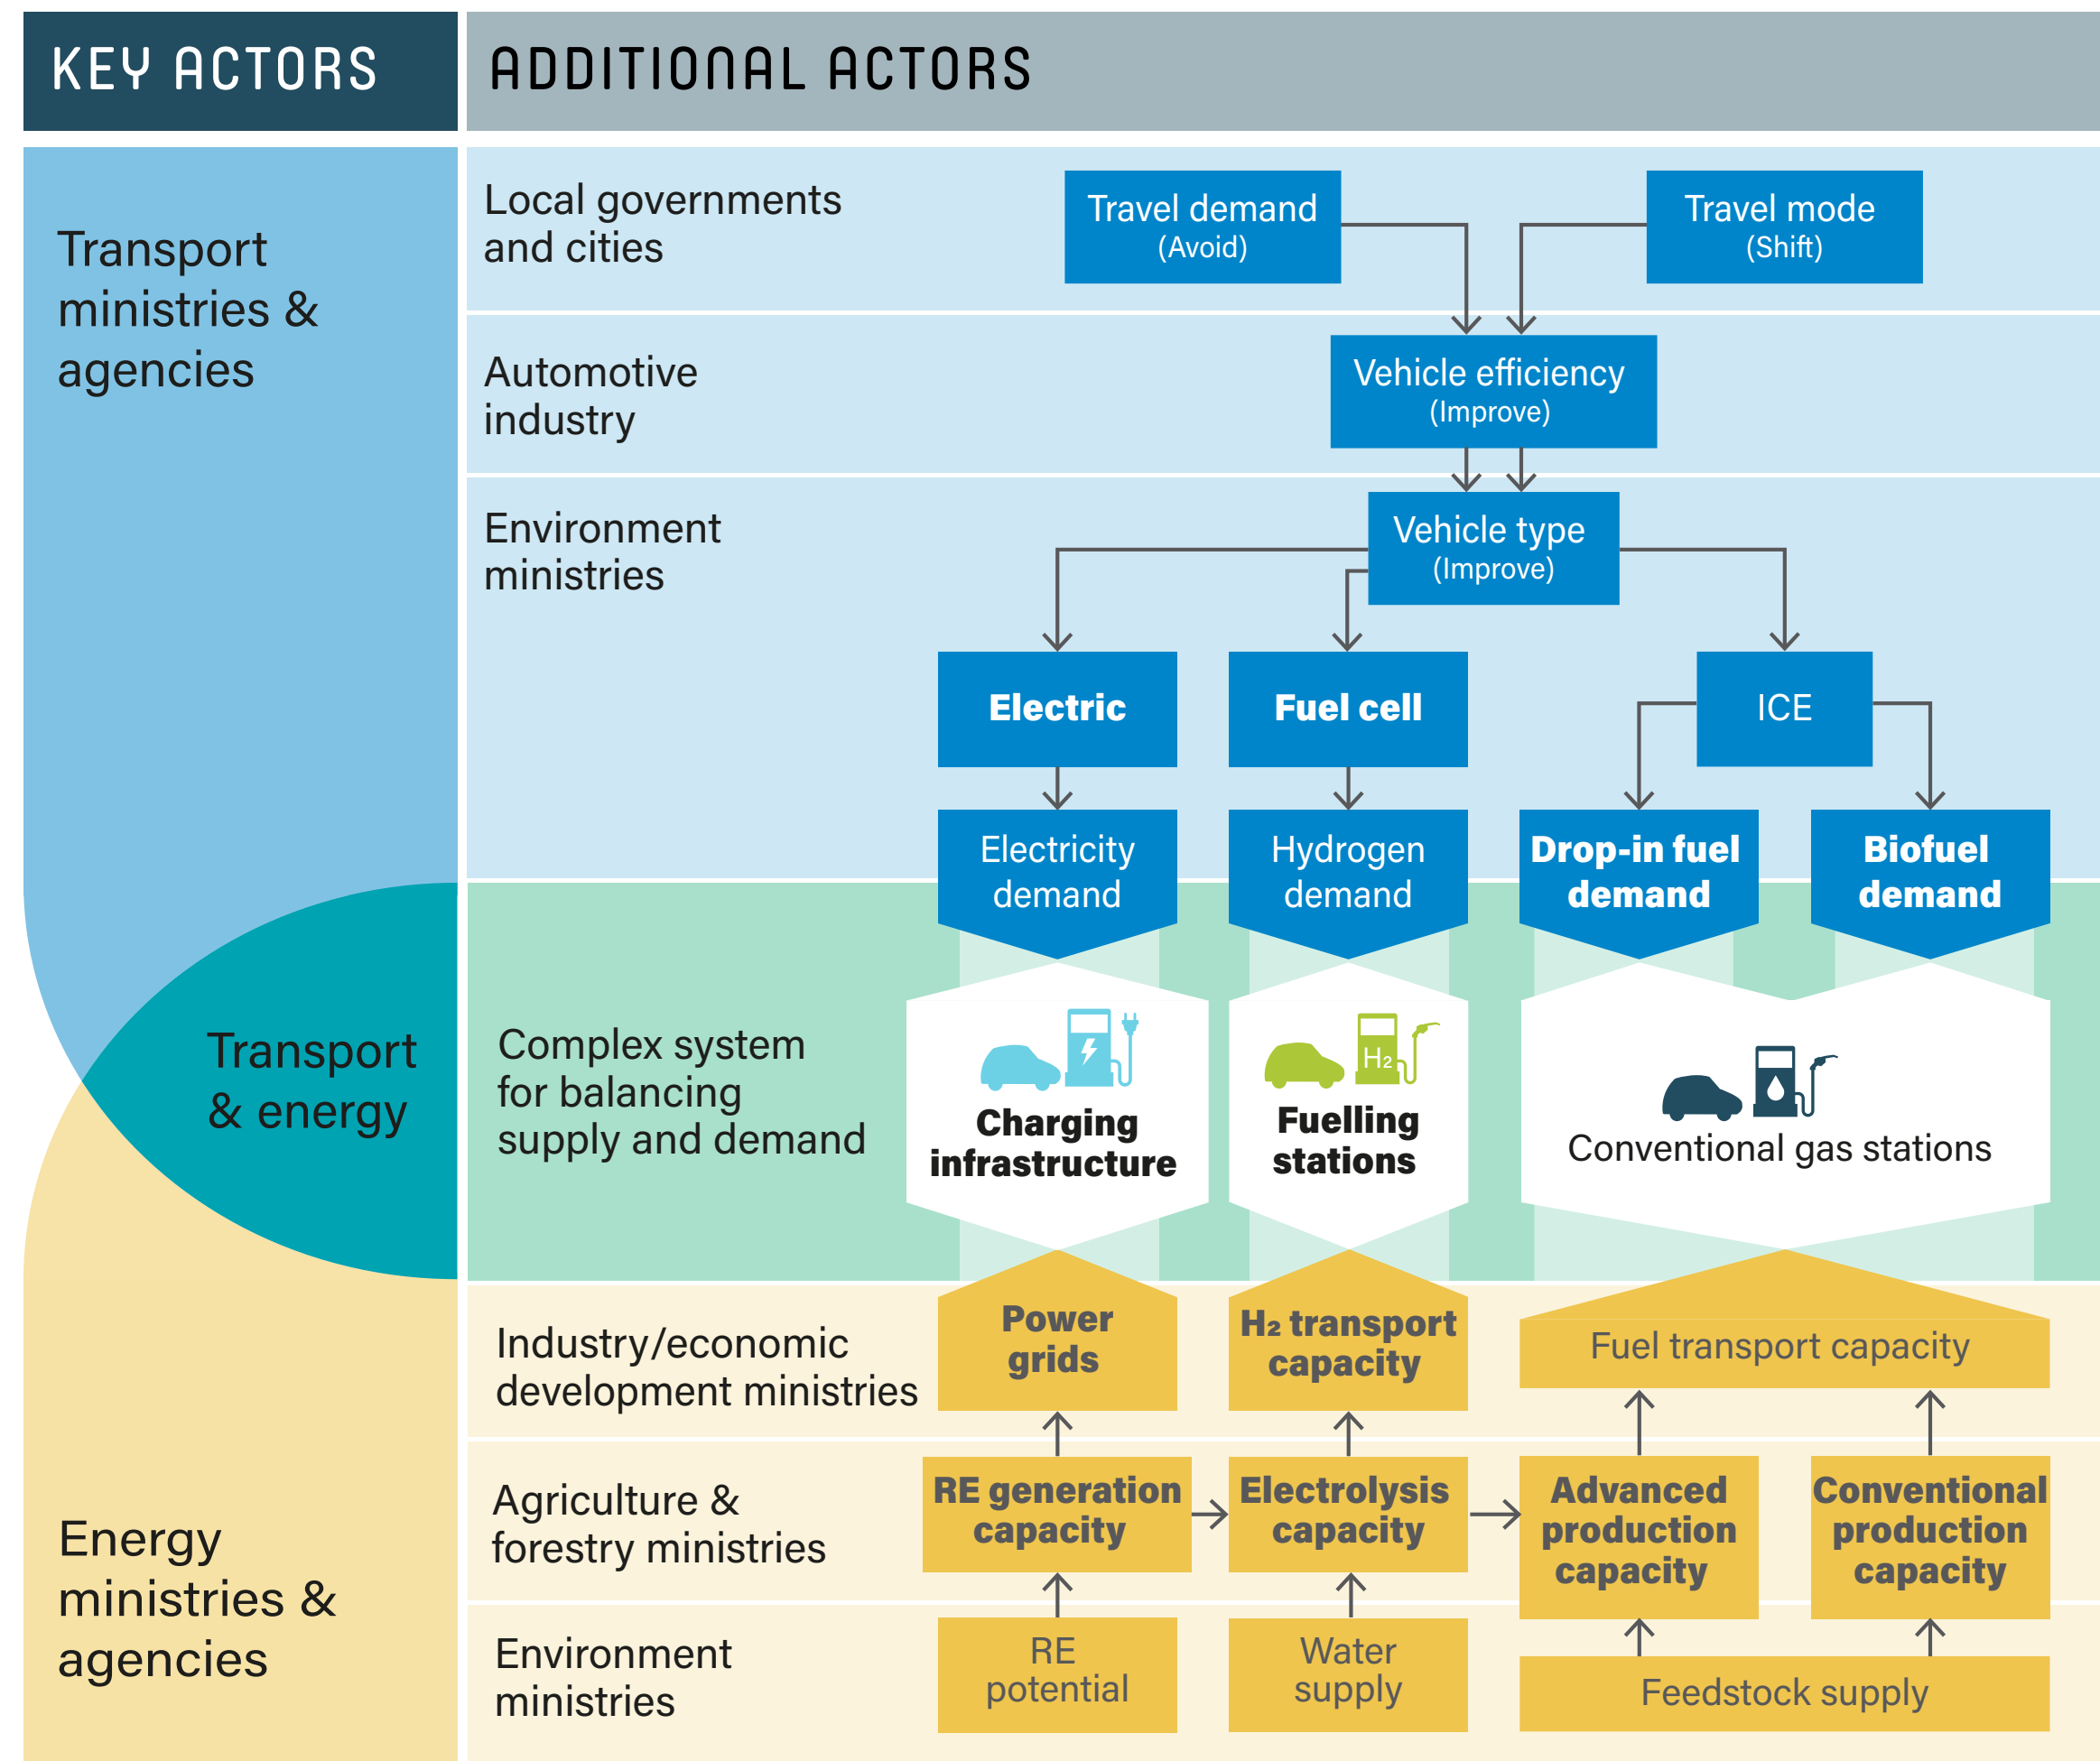 KEY ACTORS
ADDITIONAL ACTORS
Transport
ministries &
agencies
Local governments
and cities
Travel demand
(Avoid)
Travel mode
(Shift)
Automotive
industry
Vehicle efficiency
(Improve)
Environment
ministries
Vehicle type
(Improve)
Electric
Fuel cell
ICE
Electricity
demand
Hydrogen
demand
Drop-in fuel
demand
Biofuel
demand
Transport
& energy
Complex system
for balancing
supply and demand
Charging
infrastructure
H₂
Fuelling
stations
Conventional gas stations
Energy
ministries &
agencies
Industry/economic
development ministries
Power
grids
H₂ transport
capacity
Fuel transport capacity
Agriculture &
forestry ministries
RE generation
capacity
Electrolysis
capacity
Advanced
production
capacity
Conventional
production
capacity
Environment
ministries
RE
potential
Water
supply
Feedstock supply